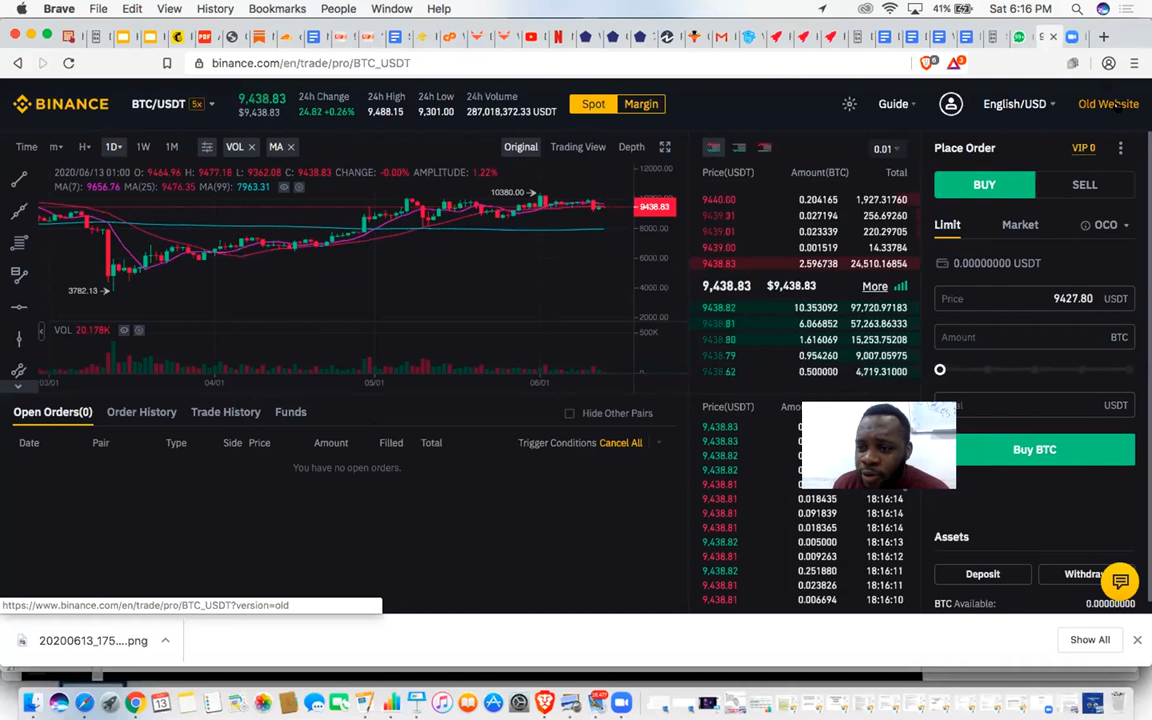 Brave File Edit View History Bookmarks People Window Help 41% Sat 6:16 PM
binance.com/en/trade/pro/BTC_USDT
BINANCE BTC/USDT 5x 9,438.83 $9,438.83 24h Change 24.82 +0.26% 24h High 9,488.15 24h Low 9,301.00 24h Volume 287,018,372.33 USDT Spot Margin Guide English/USD Old Website
Time m H 1D 1W 1M VOL MA Original Trading View Depth
2020/06/13 01:00 O: 9464.96 H: 9477.18 L: 9362.08 C: 9438.83 CHANGE: -0.00% AMPLITUDE: 1.22%
MA(7): 9656.76 MA(25): 9476.35 MA(99): 7963.31
12000.00
10380.00
9438.83
8000.00
6000.00
4000.00
3782.13
2000.00
VOL 20.178K
500K
0
03/01 04/01 05/01 06/01
0.01
Price(USDT) Amount(BTC) Total
9440.00 0.204165 1,927.31760
9439.31 0.027194 256.69260
9439.01 0.023339 220.29705
9439.00 0.001519 14.33784
9438.83 2.596738 24,510.16854
9,438.83 $9,438.83 More
9438.82 10.353092 97,720.97183
9438.81 6.066852 57,263.86333
9438.80 1.616069 15,253.75208
9438.79 0.954260 9,007.05975
9438.62 0.500000 4,719.31000
Price(USDT)
9,438.83
9,438.83
9,438.82
9,438.82
9,438.81
9,438.81 0.018435 18:16:14
9,438.81 0.091839 18:16:14
9,438.81 0.018365 18:16:14
9,438.82 0.005000 18:16:13
9,438.81 0.009263 18:16:12
9,438.82 0.251880 18:16:11
9,438.81 0.023826 18:16:11
9,438.81 0.006694 18:16:10
Place Order VIP 0
BUY SELL
Limit Market OCO
0.00000000 USDT
Price 9427.80 USDT
Amount BTC
USDT
Buy BTC
Assets
Deposit
BTC Available: 0.00000000
Open Orders(0) Order History Trade History Funds Hide Other Pairs
Date Pair Type Side Price Amount Filled Total Trigger Conditions Cancel All
You have no open orders.
https://www.binance.com/en/trade/pro/BTC_USDT?version=old
20200613_175....png Show All